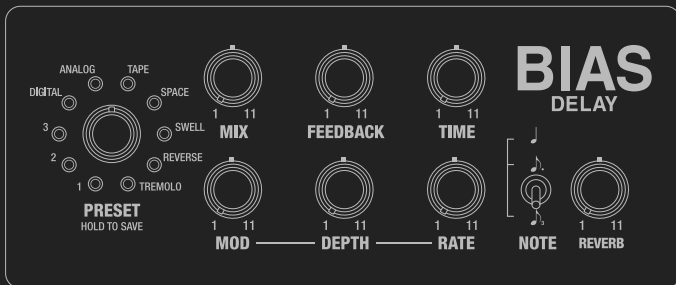 BIAS
DELAY
ANALOG TAPE
DIGITAL SPACE
3 SWELL
2 REVERSE
1 TREMOLO
PRESET
HOLD TO SAVE
1 11 1 11 1 11
MIX FEEDBACK TIME
1 11 1 11 1 11 3 1 11
MOD DEPTH RATE NOTE REVERB